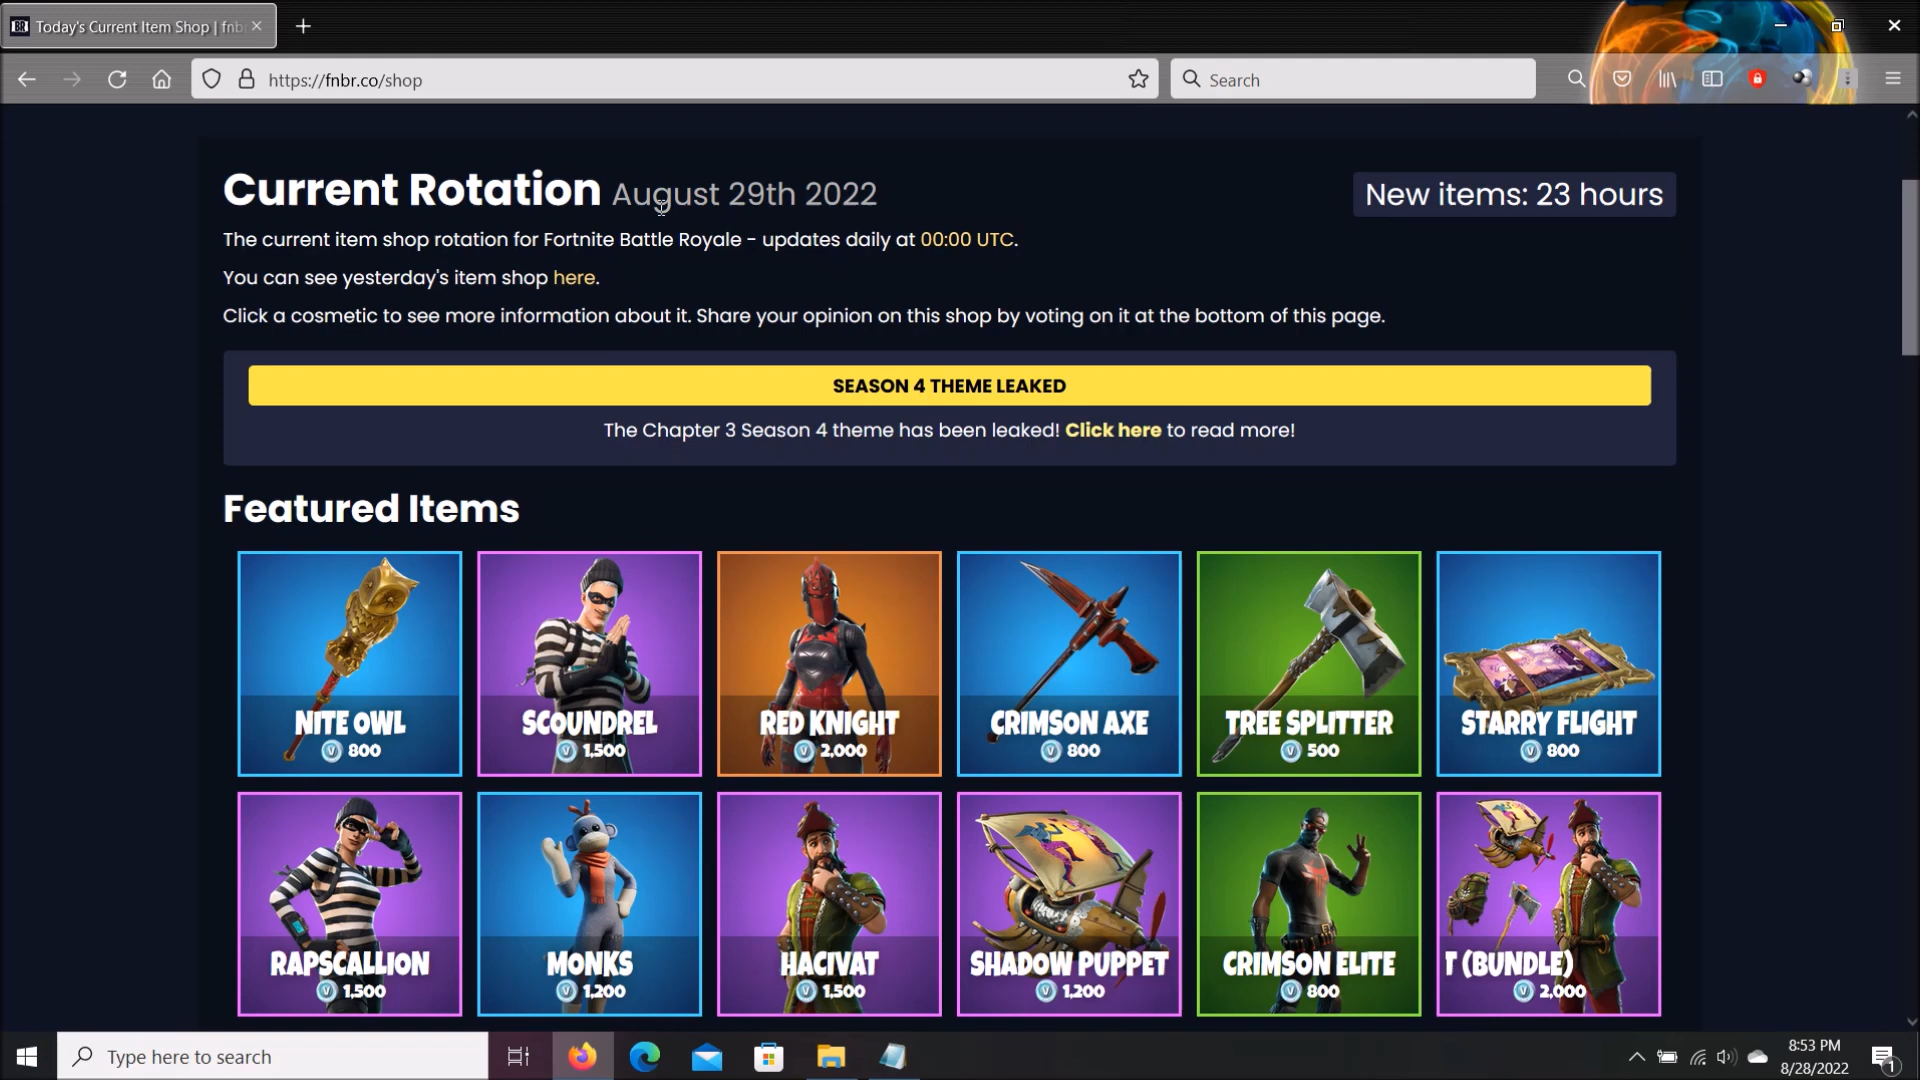 Today's Current Item Shop | fnb
https://fnbr.co/shop
Search
Current Rotation August 29th 2022
New items: 23 hours
The current item shop rotation for Fortnite Battle Royale - updates daily at 00:00 UTC.
You can see yesterday's item shop here.
Click a cosmetic to see more information about it. Share your opinion on this shop by voting on it at the bottom of this page.
SEASON 4 THEME LEAKED
The Chapter 3 Season 4 theme has been leaked! Click here to read more!
Featured Items
NITE OWL
800
SCOUNDREL
1,500
RED KNIGHT
2,000
CRIMSON AXE
800
TREE SPLITTER
500
STARRY FLIGHT
800
RAPSCALLION
1,500
MONKS
1,200
HACIVAT
1,500
SHADOW PUPPET
1,200
CRIMSON ELITE
800
T (BUNDLE)
2,000
Type here to search
8:53 PM
8/28/2022
1